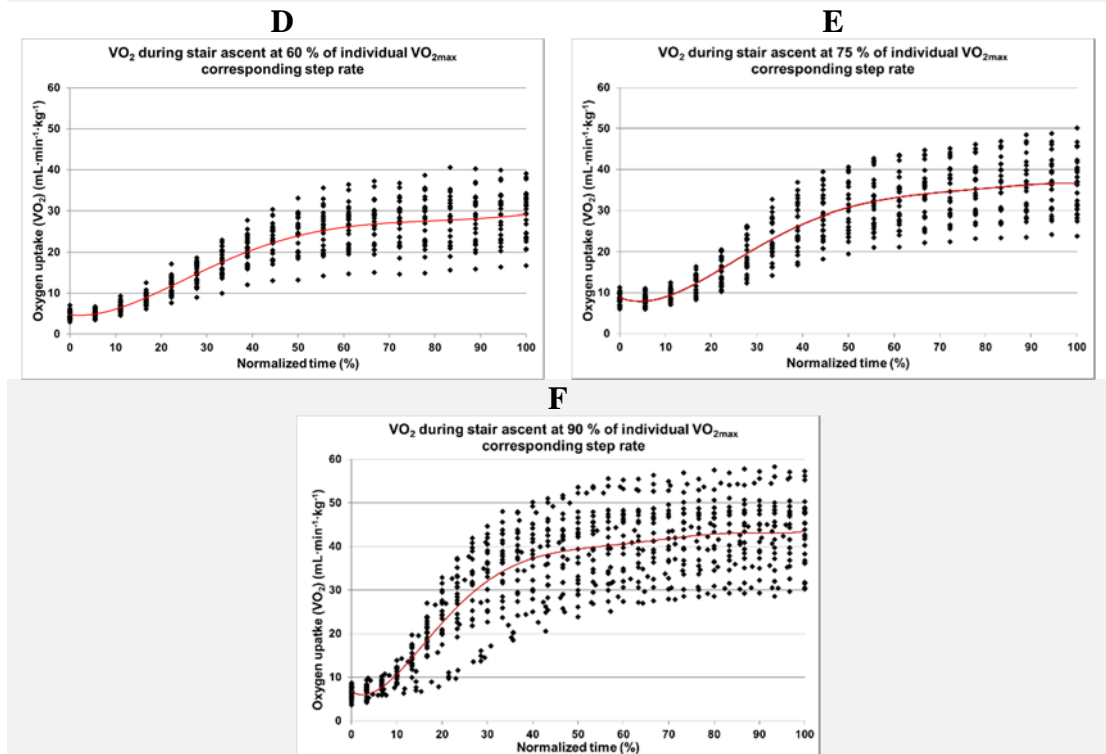 D
VO₂ during stair ascent at 60 % of individual VO₂max
corresponding step rate
Oxygen uptake (VO₂) (mL·min⁻¹·kg⁻¹)
60
50
40
30
20
10
0
0 10 20 30 40 50 60 70 80 90 100
Normalized time (%)
E
VO₂ during stair ascent at 75 % of individual VO₂max
corresponding step rate
Oxygen uptake (VO₂) (mL·min⁻¹·kg⁻¹)
60
50
40
30
20
10
0
0 10 20 30 40 50 60 70 80 90 100
Normalized time (%)
F
VO₂ during stair ascent at 90 % of individual VO₂max
corresponding step rate
Oxygen upatke (VO₂) (mL·min⁻¹·kg⁻¹)
60
50
40
30
20
10
0
0 10 20 30 40 50 60 70 80 90 100
Normalized time (%)